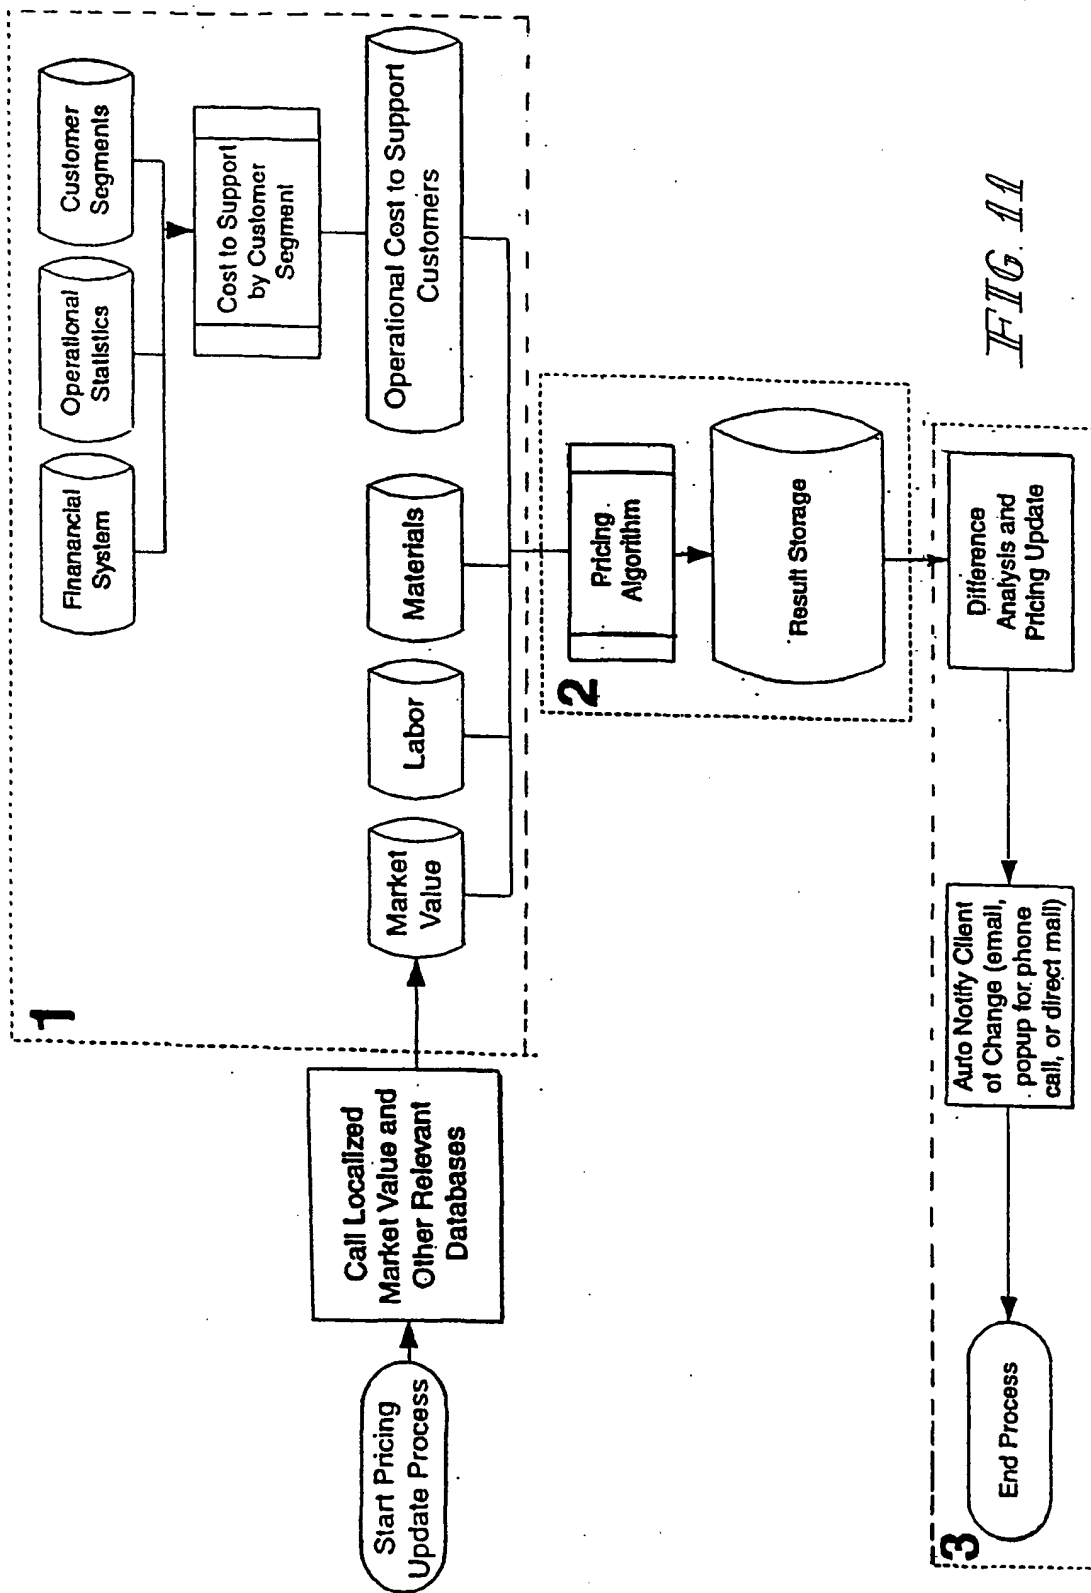 1
Finanancial
System
Operational
Statistics
Customer
Segments
Cost to Support
by Customer
Segment
Start Pricing
Update Process
Call Localized
Market Value and
Other Relevant
Databases
Market
Value
Labor
Materials
Operational Cost to Support
Customers
2
Pricing
Algorithm
Result Storage
3
End Process
Auto Notify Client
of Change (email,
popup for phone
call, or direct mail)
Difference
Analysis and
Pricing Update
FIG. 11